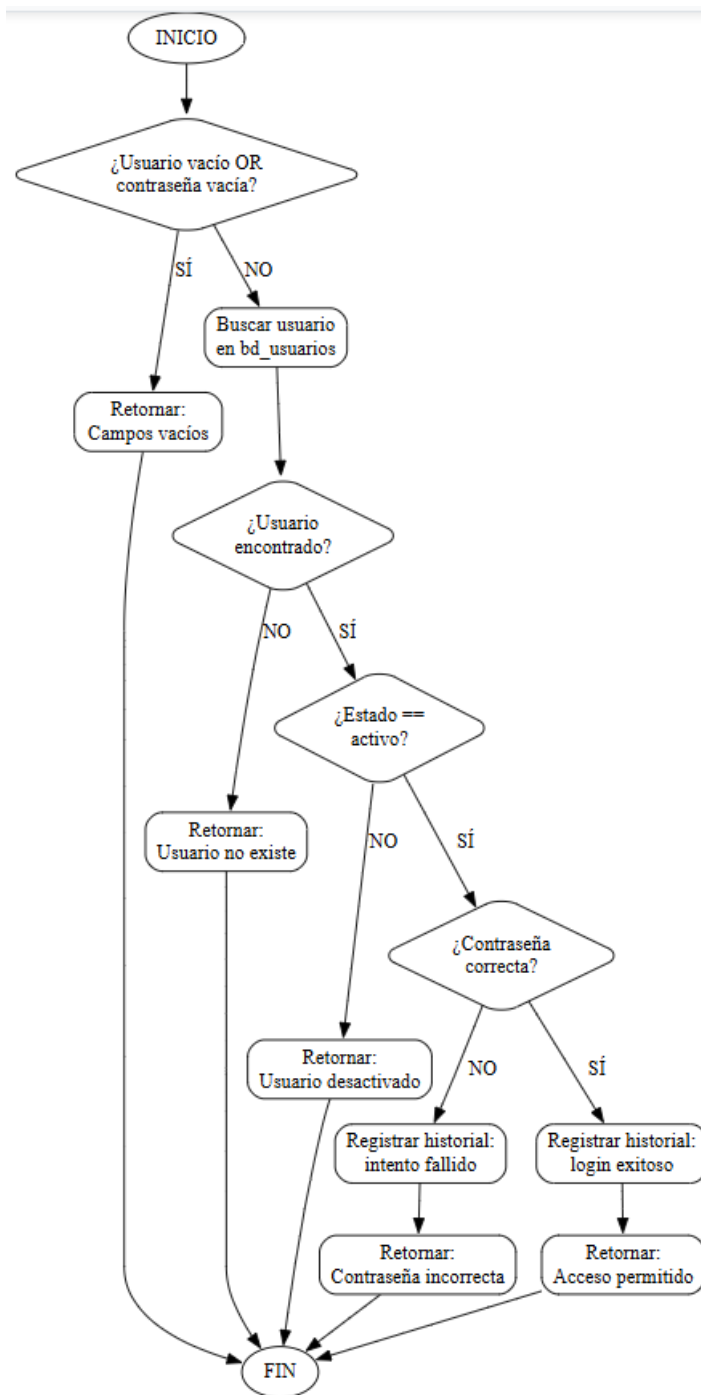 INICIO
¿Usuario vacío OR
contraseña vacía?
SÍ
NO
Buscar usuario
en bd_usuarios
Retornar:
Campos vacíos
¿Usuario
encontrado?
NO
SÍ
¿Estado ==
activo?
Retornar:
Usuario no existe
NO
SÍ
¿Contraseña
correcta?
Retornar:
Usuario desactivado
NO
SÍ
Registrar historial:
intento fallido
Registrar historial:
login exitoso
Retornar:
Contraseña incorrecta
Retornar:
Acceso permitido
FIN